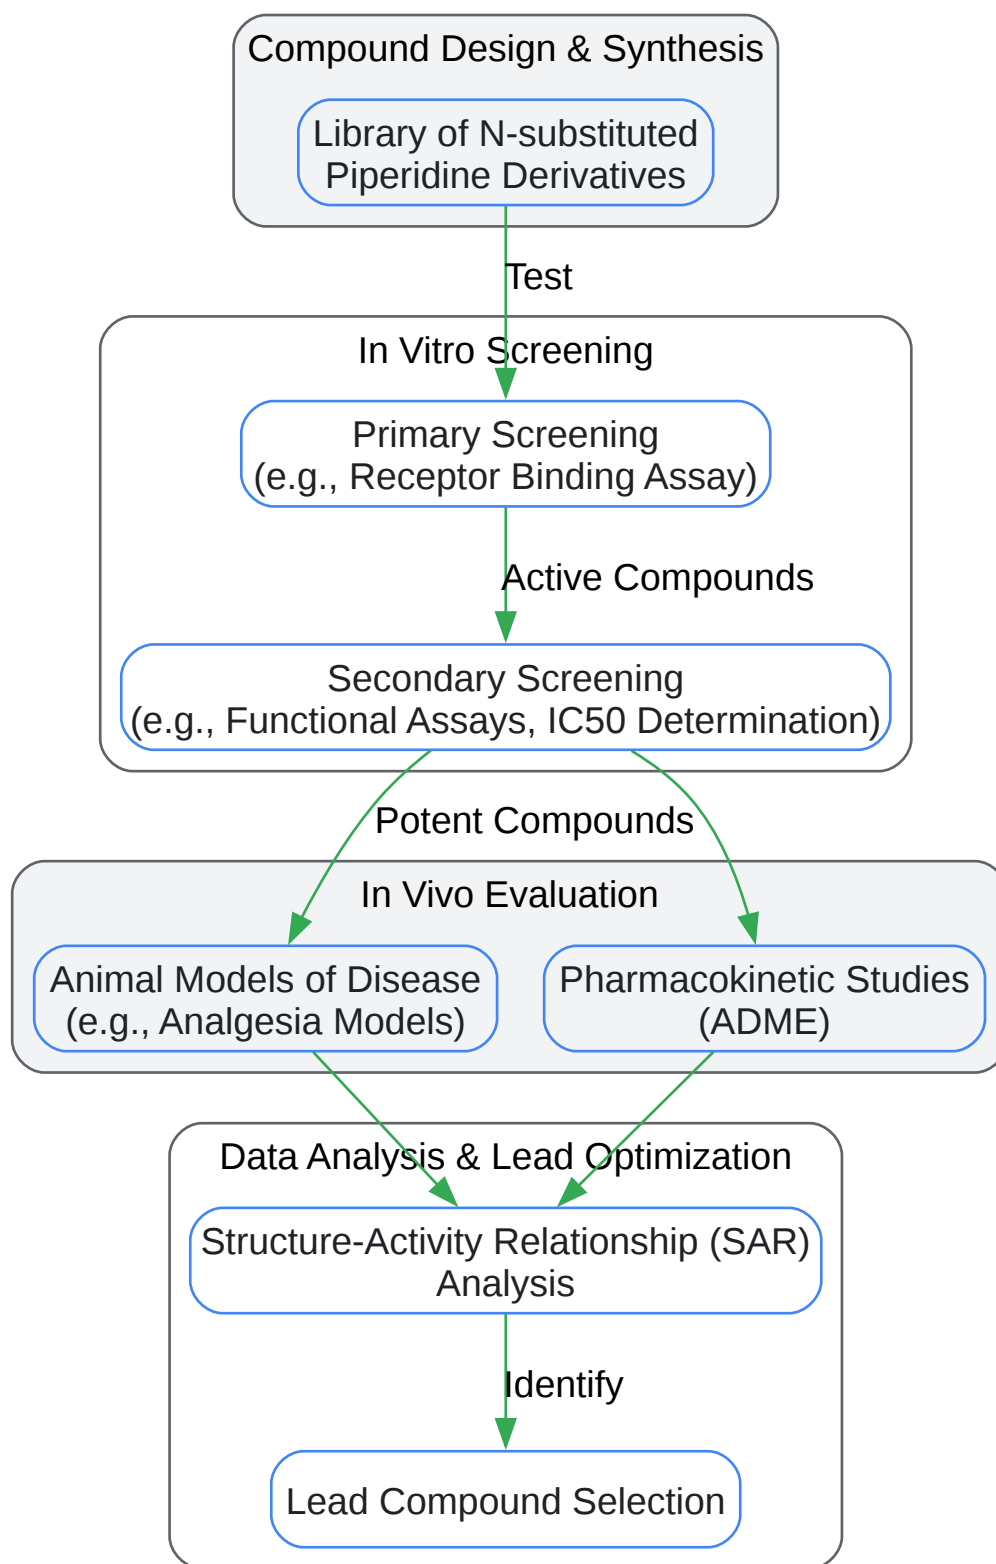 Compound Design & Synthesis
Library of N-substituted
Piperidine Derivatives
Test
In Vitro Screening
Primary Screening
(e.g., Receptor Binding Assay)
Active Compounds
Secondary Screening
(e.g., Functional Assays, IC50 Determination)
Potent Compounds
In Vivo Evaluation
Animal Models of Disease
(e.g., Analgesia Models)
Pharmacokinetic Studies
(ADME)
Data Analysis & Lead Optimization
Structure-Activity Relationship (SAR)
Analysis
Identify
Lead Compound Selection